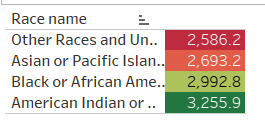 Race name
Other Races and Un.. 2,586.2
Asian or Pacific Islan.. 2,693.2
Black or African Ame.. 2,992.8
American Indian or .. 3,255.9